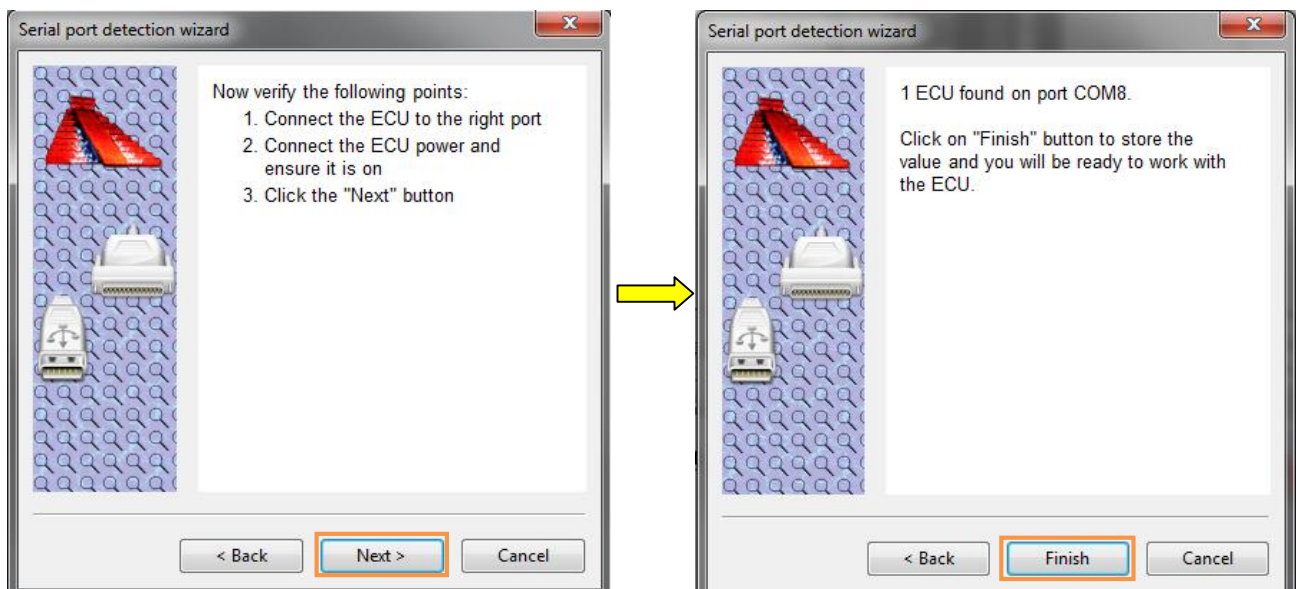 Serial port detection wizard
Now verify the following points:
1. Connect the ECU to the right port
2. Connect the ECU power and
ensure it is on
3. Click the "Next" button
< Back
Next >
Cancel
Serial port detection wizard
1 ECU found on port COM8.
Click on "Finish" button to store the
value and you will be ready to work with
the ECU.
< Back
Finish
Cancel